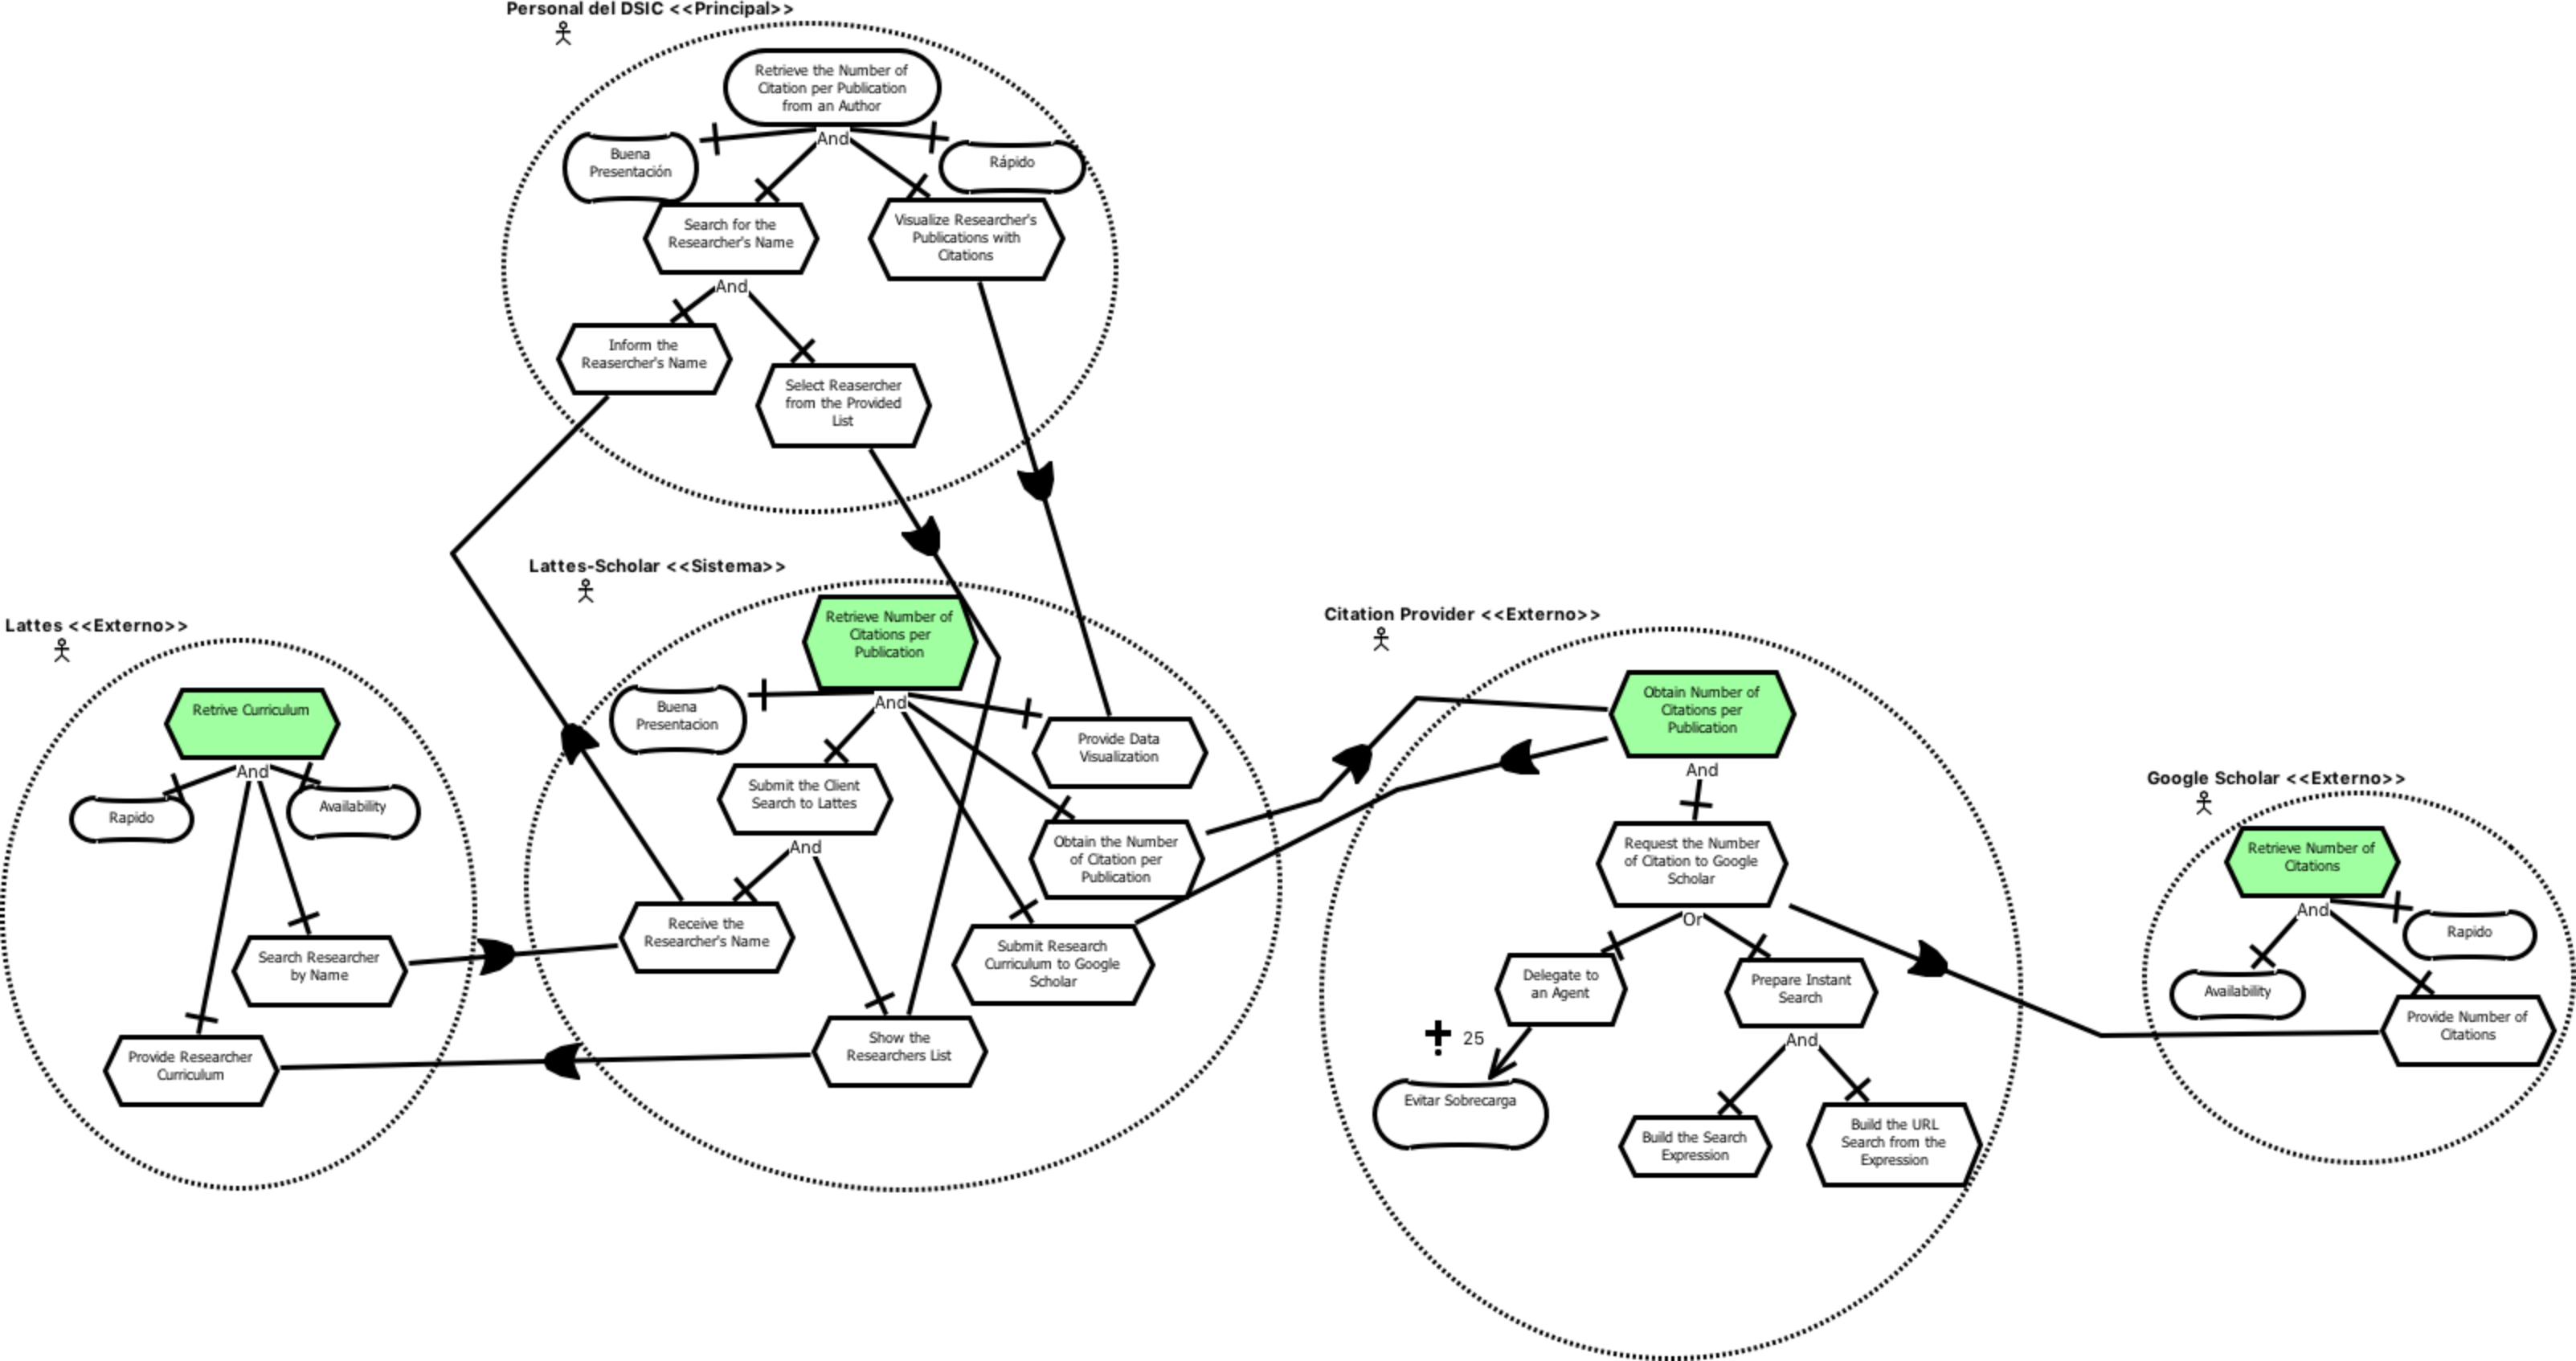 Personal del DSIC <<Principal>>
Retrieve the Number of
Citation per Publication
from an Author
And
Buena
Presentación
Rápido
Search for the
Researcher's Name
Visualize Researcher's
Publications with
Citations
And
Inform the
Reasercher's Name
Select Reasercher
from the Provided
List
Lattes-Scholar <<Sistema>>
Retrieve Number of
Citations per
Publication
And
Buena
Presentacion
Provide Data
Visualization
Submit the Client
Search to Lattes
And
Obtain the Number
of Citation per
Publication
Receive the
Researcher's Name
Submit Research
Curriculum to Google
Scholar
Show the
Researchers List
Lattes <<Externo>>
Retrive Curriculum
And
Rapido
Availability
Search Researcher
by Name
Provide Researcher
Curriculum
Citation Provider <<Externo>>
Obtain Number of
Citations per
Publication
And
Request the Number
of Citation to Google
Scholar
Or
Delegate to
an Agent
Prepare Instant
Search
25
And
Evitar Sobrecarga
Build the Search
Expression
Build the URL
Search from the
Expression
Google Scholar <<Externo>>
Retrieve Number of
Citations
And
Rapido
Availability
Provide Number of
Citations